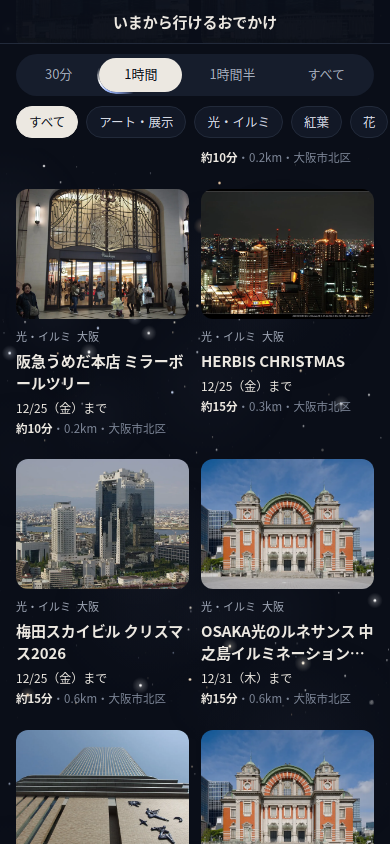 いまから行けるおでかけ
30分
1時間
1時間半
すべて
すべて
アート・展示
光・イルミ
紅葉
花
約10分・0.2km・大阪市北区
光・イルミ 大阪
阪急うめだ本店 ミラーボ
ールツリー
12/25（金）まで
約10分・0.2km・大阪市北区
光・イルミ 大阪
HERBIS CHRISTMAS
12/25（金）まで
約15分・0.3km・大阪市北区
光・イルミ 大阪
梅田スカイビル クリスマ
ス2026
12/25（金）まで
約15分・0.6km・大阪市北区
光・イルミ 大阪
OSAKA光のルネサンス 中
之島イルミネーション…
12/31（木）まで
約15分・0.6km・大阪市北区